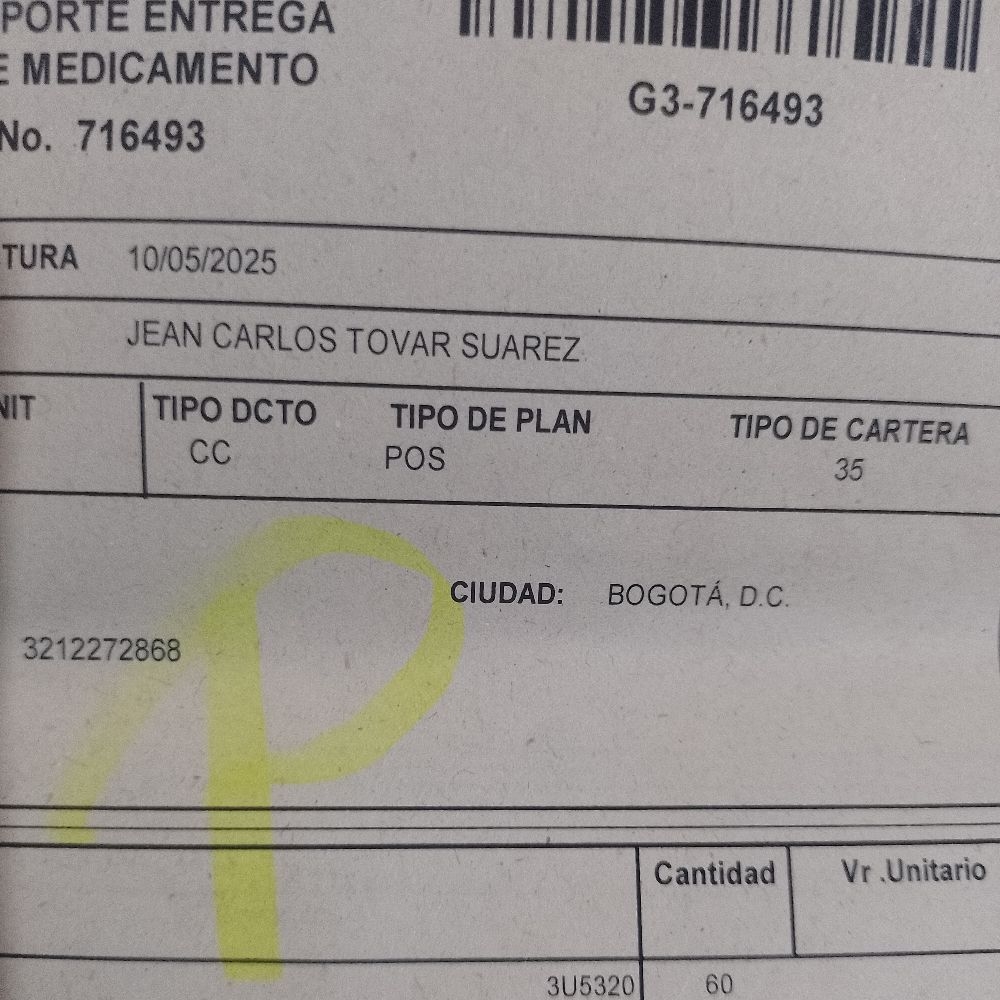 PORTE ENTREGA
E MEDICAMENTO
No. 716493
G3-716493
TURA 10/05/2025
JEAN CARLOS TOVAR SUAREZ
NIT TIPO DCTO TIPO DE PLAN TIPO DE CARTERA
CC POS 35
CIUDAD: BOGOTÁ, D.C.
3212272868
P
Cantidad Vr .Unitario
3U5320 60